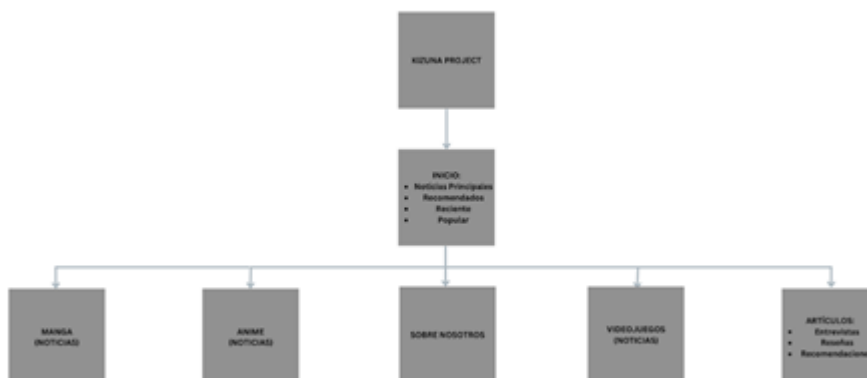 KIZUNA PROJECT
INICIO:
• Noticias Principales
• Recomendados
• Reciente
• Popular
MANGA
(NOTICIAS)
ANIME
(NOTICIAS)
SOBRE NOSOTROS
VIDEOJUEGOS
(NOTICIAS)
ARTÍCULOS:
• Entrevistas
• Reseñas
• Recomendaciones